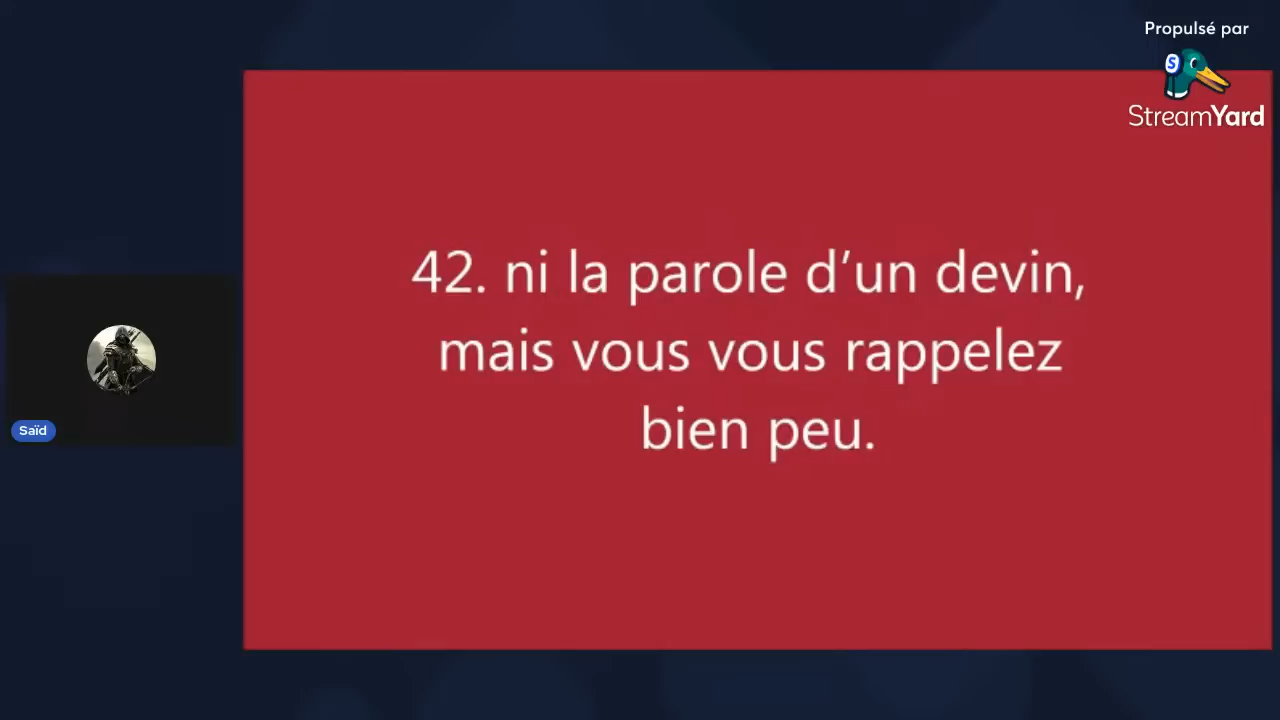 Propulsé par
S
StreamYard
42. ni la parole d’un devin,
mais vous vous rappelez
bien peu.
Saïd